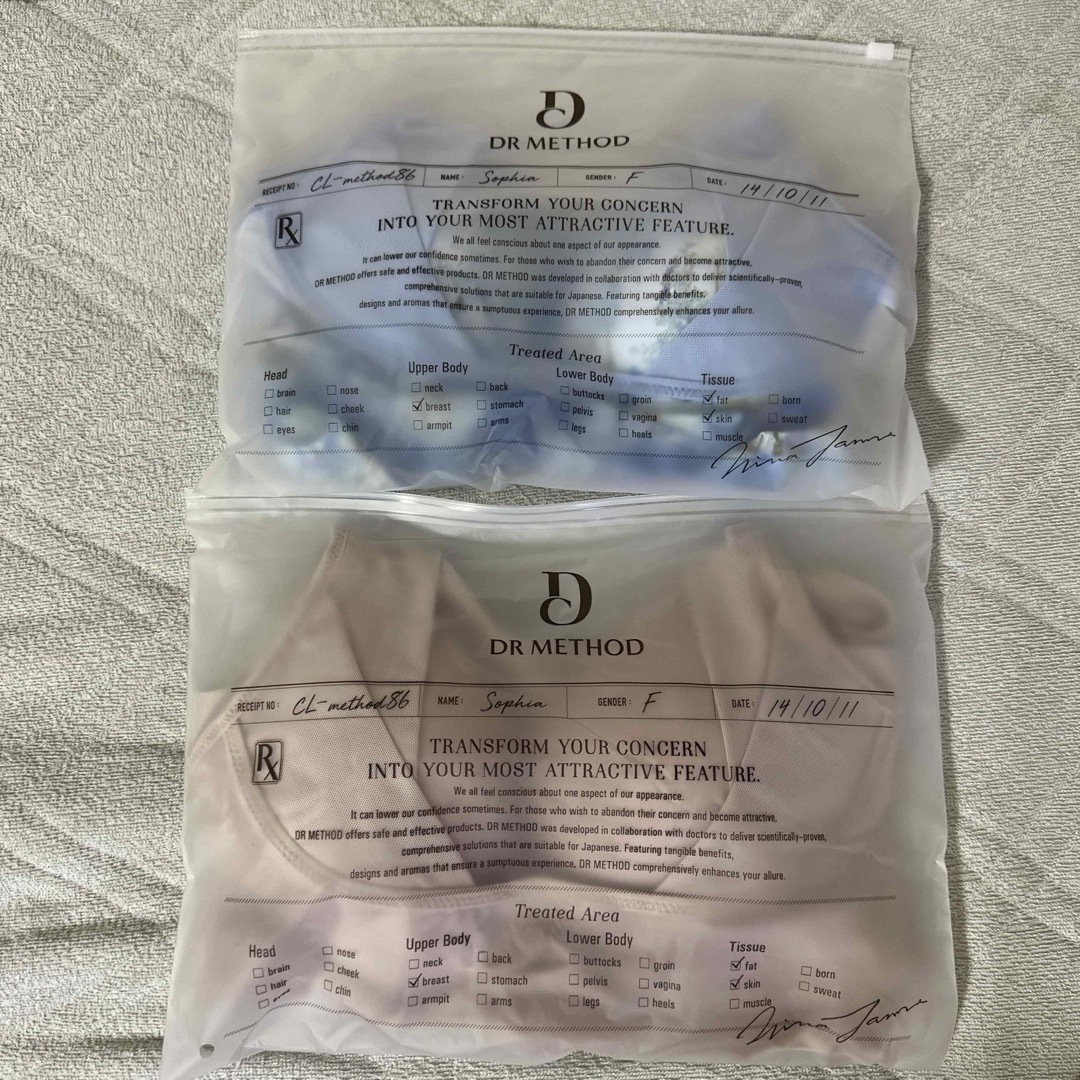 DR METHOD
RECEIPT NO : CL-method86 NAME : Sophia GENDER : F DATE : 14/10/11
Rx TRANSFORM YOUR CONCERN
INTO YOUR MOST ATTRACTIVE FEATURE.
We all feel conscious about one aspect of our appearance.
It can lower our confidence sometimes. For those who wish to abandon their concern and become attractive,
DR METHOD offers safe and effective products. DR METHOD was developed in collaboration with doctors to deliver scientifically-proven,
comprehensive solutions that are suitable for Japanese. Featuring tangible benefits,
designs and aromas that ensure a sumptuous experience, DR METHOD comprehensively enhances your allure.
Treated Area
Head Upper Body Lower Body Tissue
brain nose neck back buttocks groin fat born
hair cheek breast stomach pelvis vagina skin sweat
eyes chin armpit arms legs heels muscle
DR METHOD
RECEIPT NO : CL-method86 NAME : Sophia GENDER : F DATE : 14/10/11
Rx TRANSFORM YOUR CONCERN
INTO YOUR MOST ATTRACTIVE FEATURE.
We all feel conscious about one aspect of our appearance.
It can lower our confidence sometimes. For those who wish to abandon their concern and become attractive,
DR METHOD offers safe and effective products. DR METHOD was developed in collaboration with doctors to deliver scientifically-proven,
comprehensive solutions that are suitable for Japanese. Featuring tangible benefits,
designs and aromas that ensure a sumptuous experience, DR METHOD comprehensively enhances your allure.
Treated Area
Head Upper Body Lower Body Tissue
brain nose neck back buttocks groin fat born
hair cheek breast stomach pelvis vagina skin sweat
chin armpit arms legs heels muscle